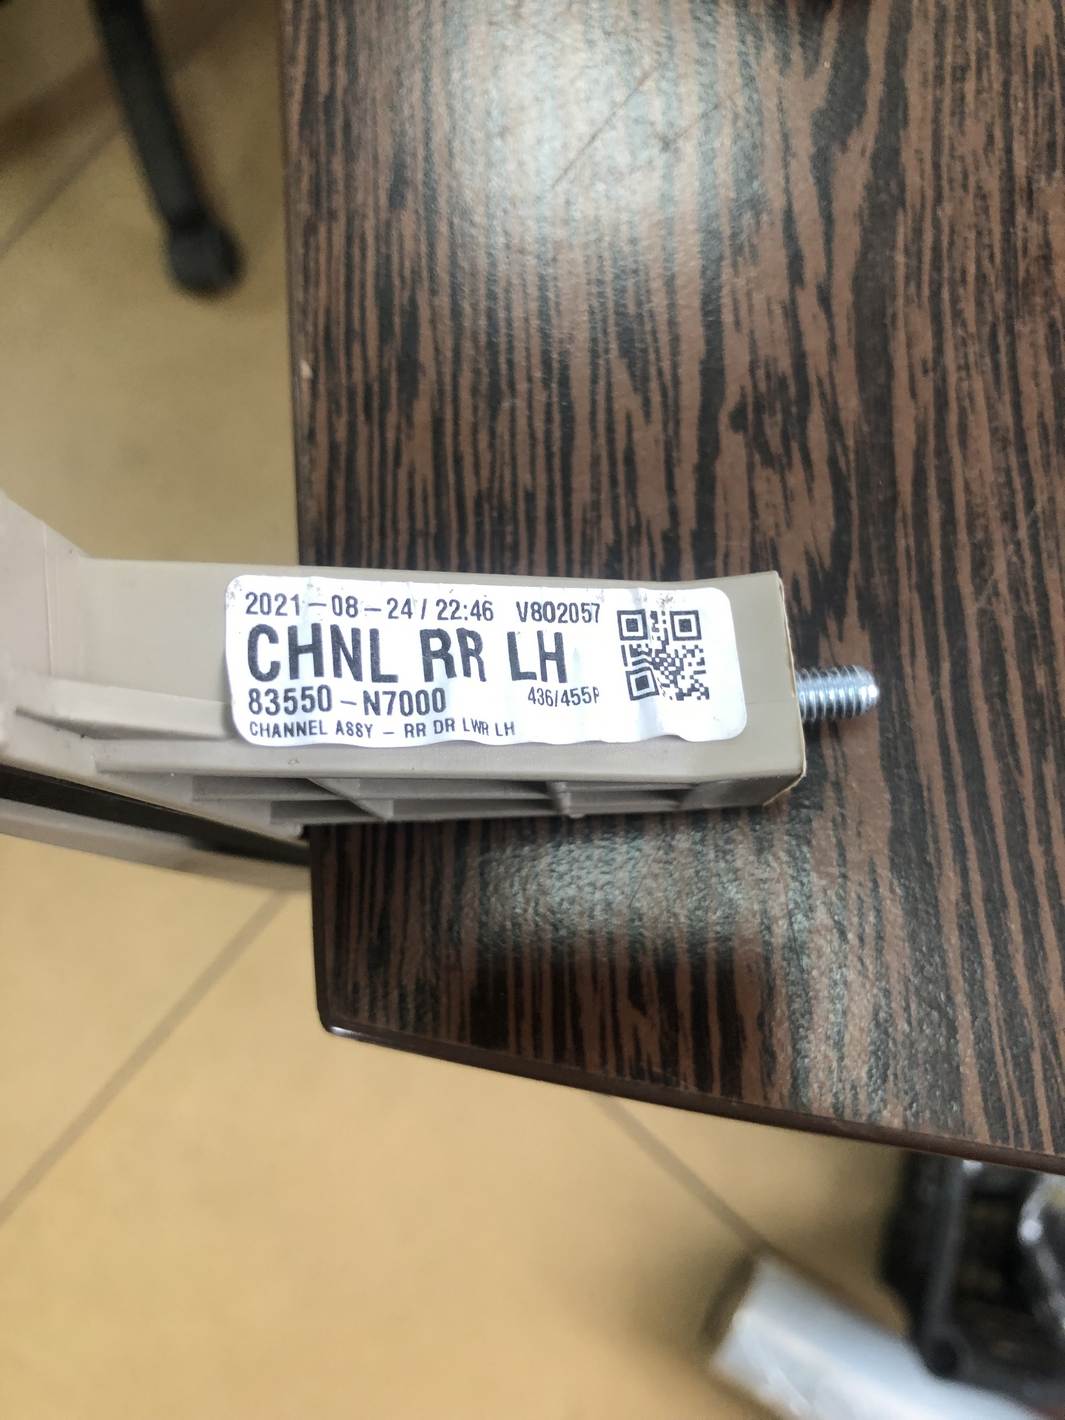 2021-08-24 / 22:46 V802057
CHNL RR LH
83550-N7000 436/455P
CHANNEL ASSY - RR DR LWR LH